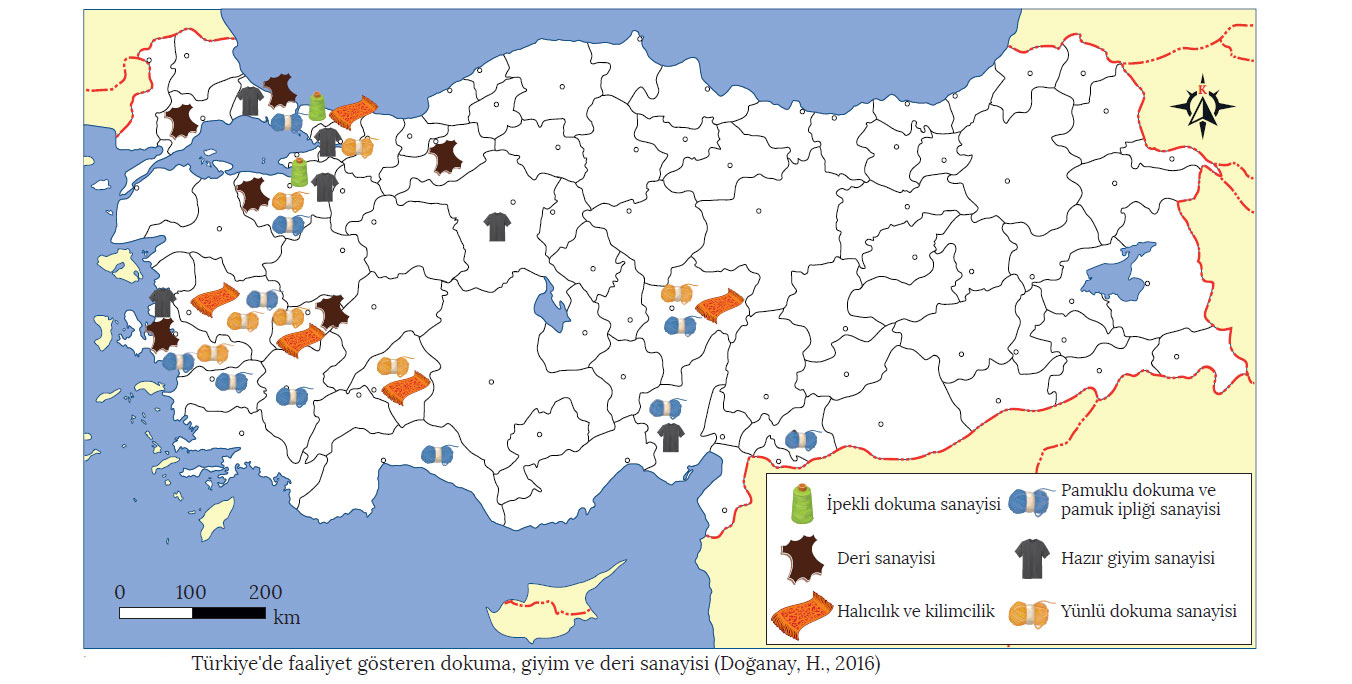 K
İpekli dokuma sanayisi
Pamuklu dokuma ve
pamuk ipliği sanayisi
Deri sanayisi
Hazır giyim sanayisi
Halıcılık ve kilimcilik
Yünlü dokuma sanayisi
0 100 200
km
Türkiye'de faaliyet gösteren dokuma, giyim ve deri sanayisi (Doğanay, H., 2016)